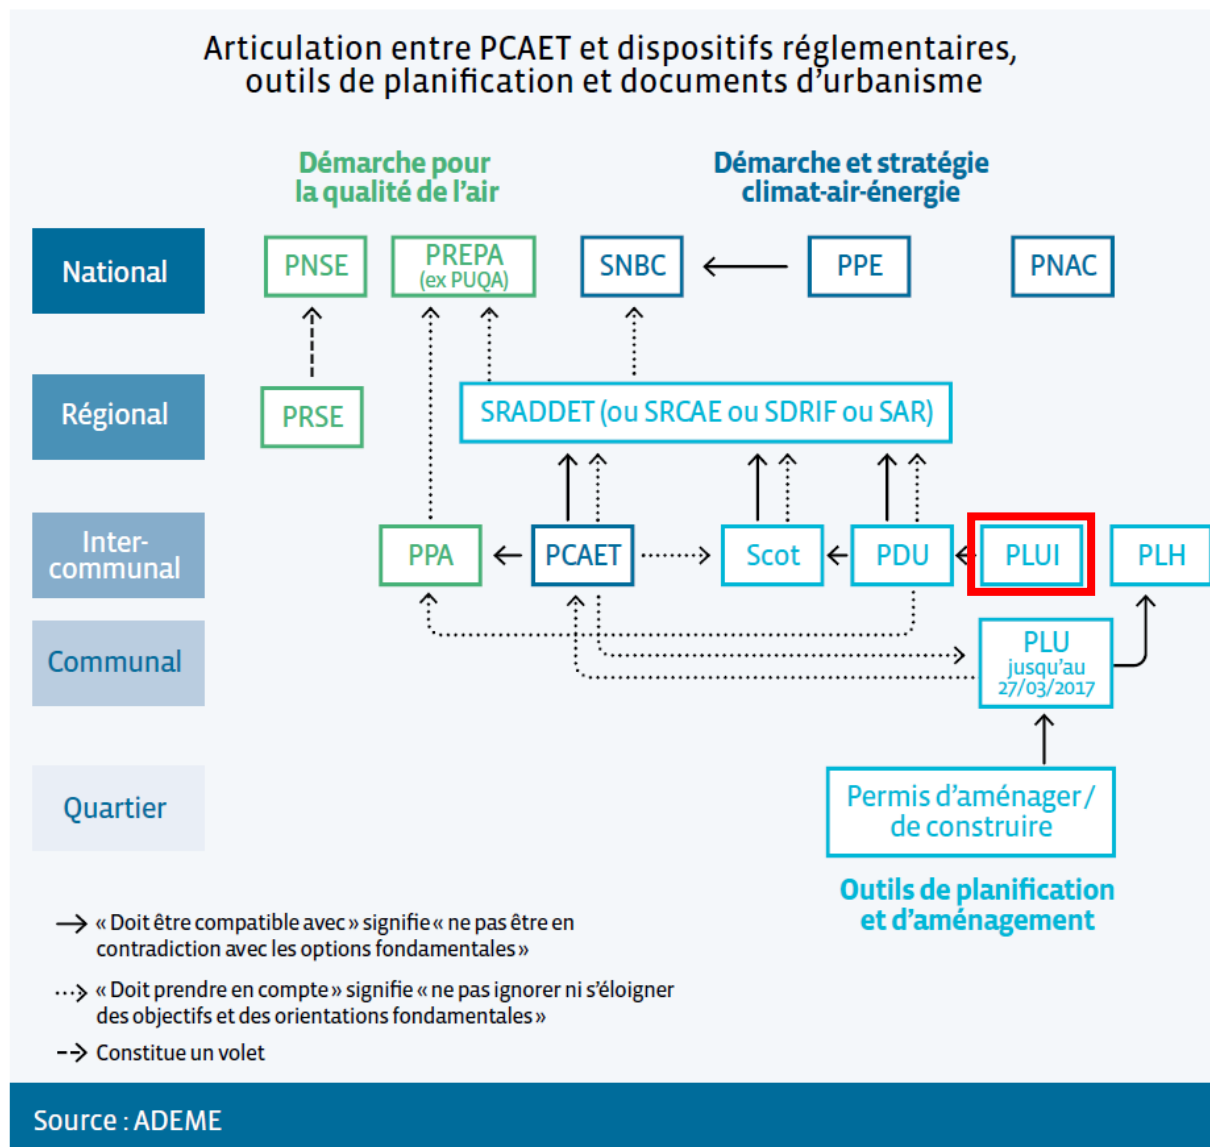 Articulation entre PCAET et dispositifs réglementaires,
outils de planification et documents d’urbanisme
Démarche pour
la qualité de l’air
Démarche et stratégie
climat-air-énergie
National
PNSE
PREPA
(ex PUQA)
SNBC
PPE
PNAC
Régional
PRSE
SRADDET (ou SRCAE ou SDRIF ou SAR)
Inter-
communal
PPA
PCAET
Scot
PDU
PLUI
PLH
Communal
PLU
jusqu’au
27/03/2017
Quartier
Permis d’aménager/
de construire
Outils de planification
et d’aménagement
« Doit être compatible avec » signifie « ne pas être en
contradiction avec les options fondamentales »
« Doit prendre en compte » signifie « ne pas ignorer ni s’éloigner
des objectifs et des orientations fondamentales »
Constitue un volet
Source : ADEME